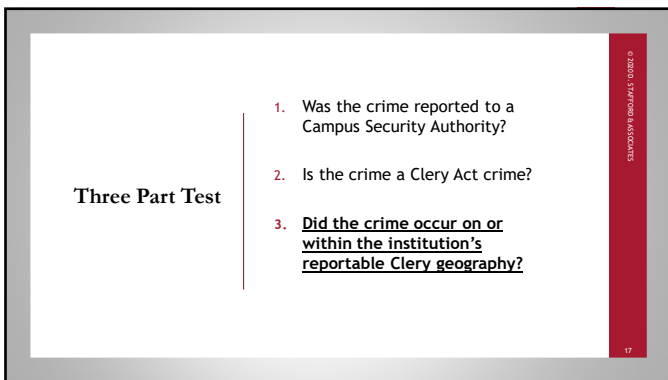 Three Part Test
1. Was the crime reported to a
Campus Security Authority?
2. Is the crime a Clery Act crime?
3. Did the crime occur on or
within the institution's
reportable Clery geography?
© 2020 D. STAFFORD & ASSOCIATES
17